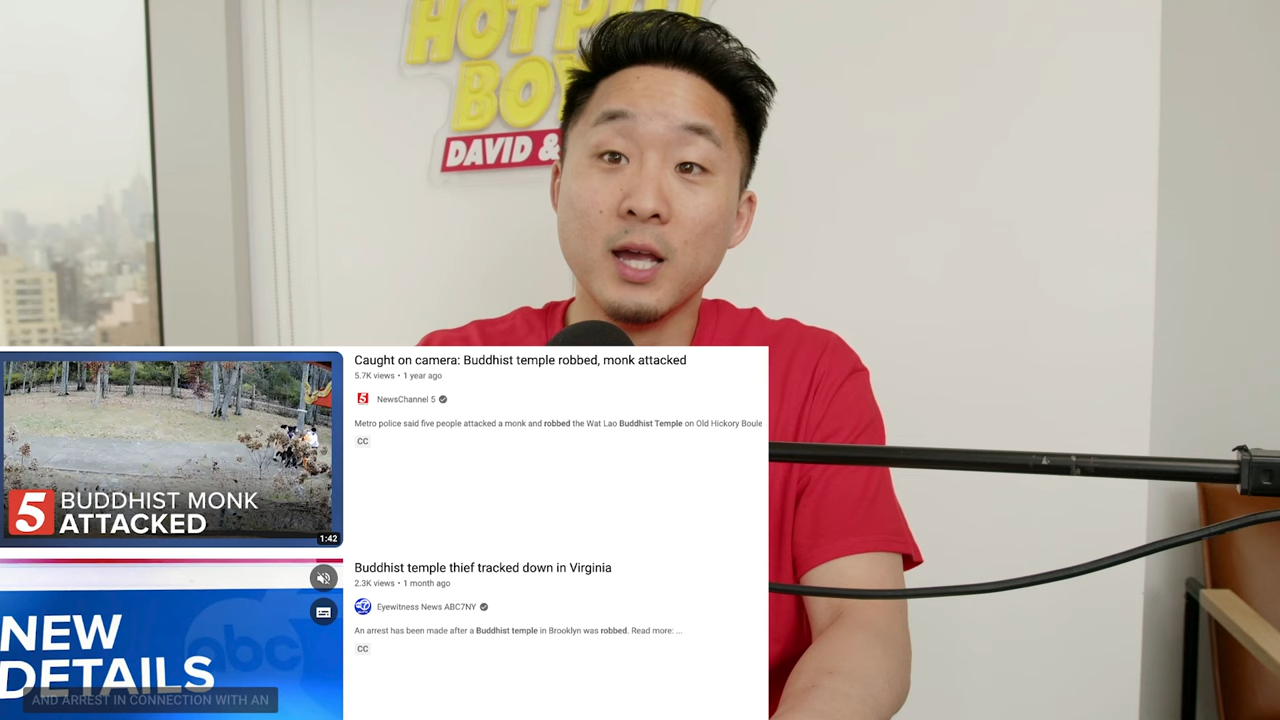 HOT PO
BOY
DAVID &
Caught on camera: Buddhist temple robbed, monk attacked
5.7K views • 1 year ago
5 NewsChannel 5
Metro police said five people attacked a monk and robbed the Wat Lao Buddhist Temple on Old Hickory Boule
CC
5 BUDDHIST MONK
ATTACKED
1:42
Buddhist temple thief tracked down in Virginia
2.3K views • 1 month ago
Eyewitness News ABC7NY
An arrest has been made after a Buddhist temple in Brooklyn was robbed. Read more: ...
CC
NEW
abc
DETAILS
AND ARREST IN CONNECTION WITH AN